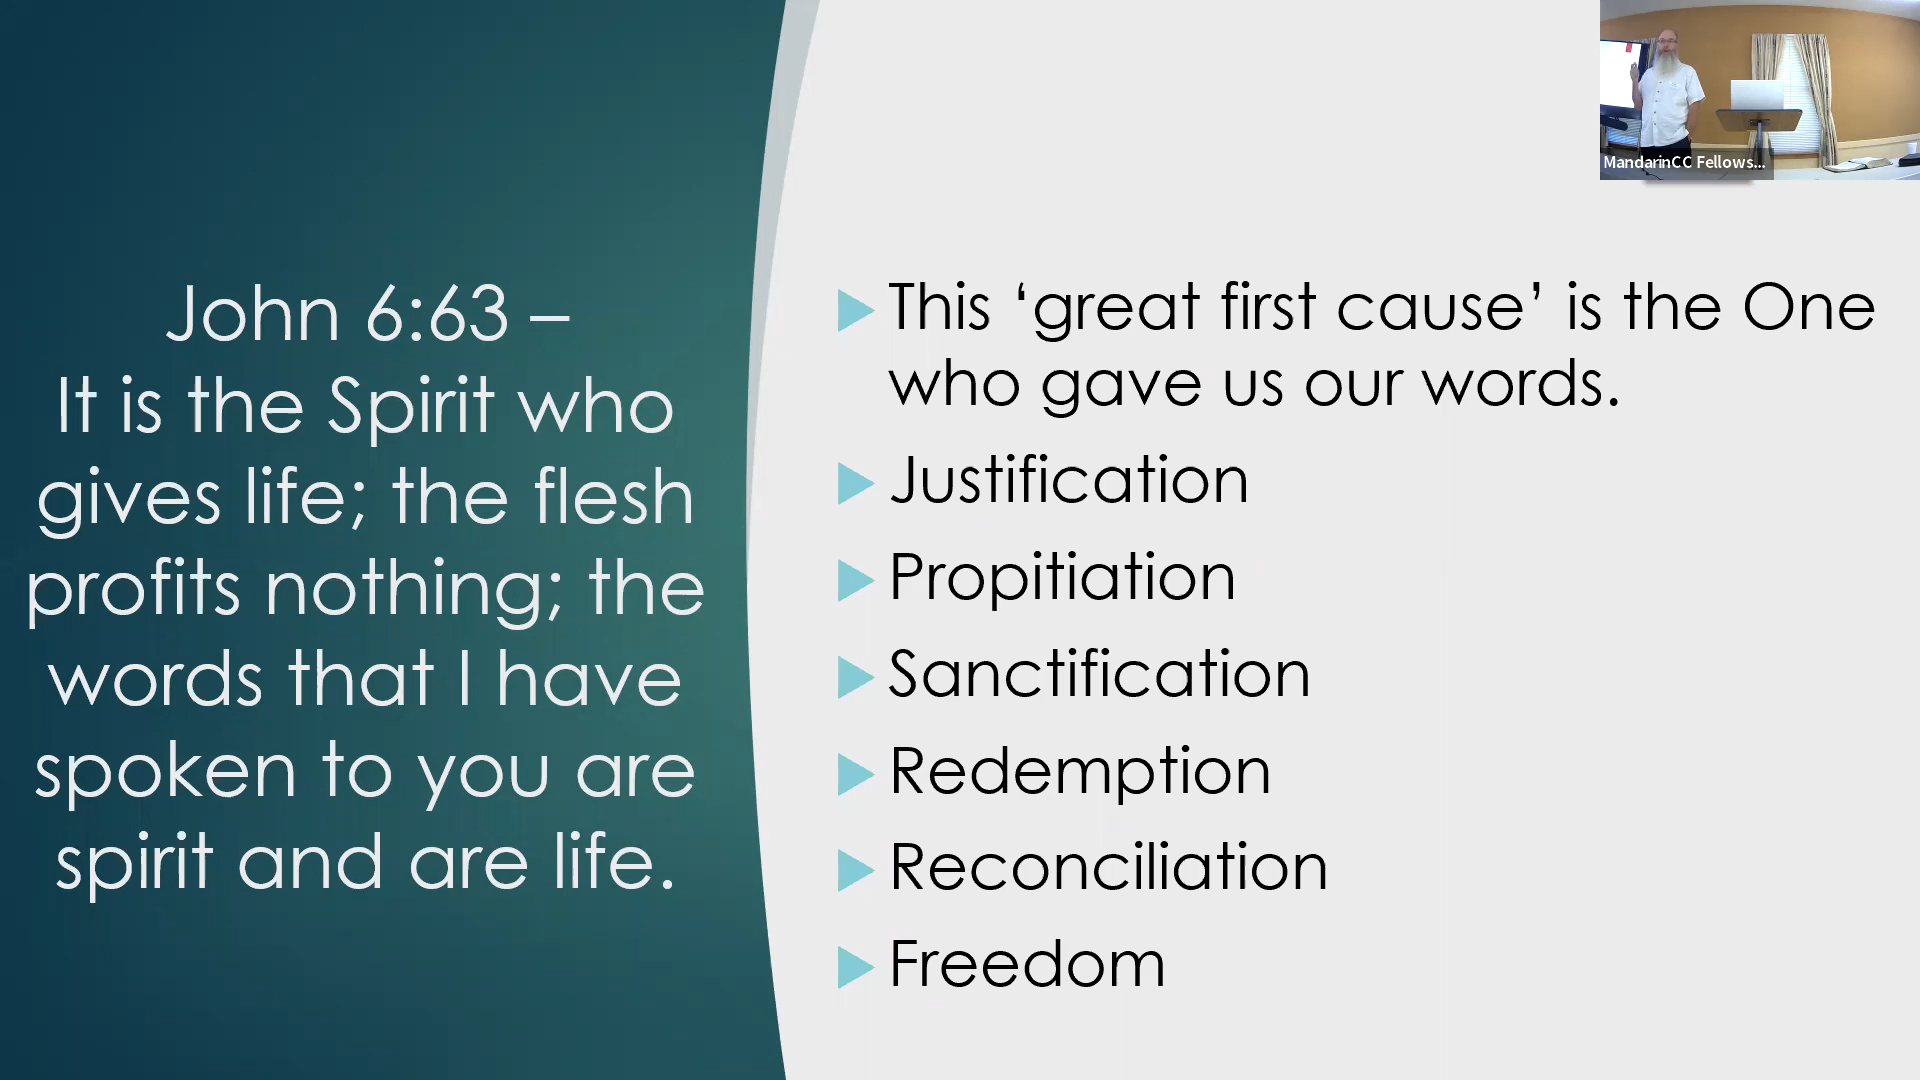 John 6:63 –
It is the Spirit who
gives life; the flesh
profits nothing; the
words that I have
spoken to you are
spirit and are life.
This ‘great first cause’ is the One
who gave us our words.
Justification
Propitiation
Sanctification
Redemption
Reconciliation
Freedom
MandarinCC Fellows...